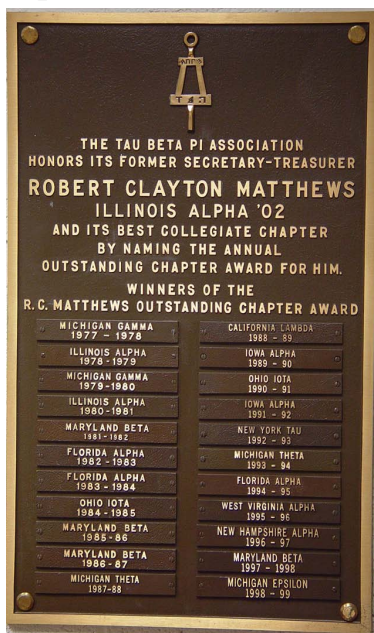 THE TAU BETA PI ASSOCIATION
HONORS ITS FORMER SECRETARY-TREASURER
ROBERT CLAYTON MATTHEWS
ILLINOIS ALPHA '02
AND ITS BEST COLLEGIATE CHAPTER
BY NAMING THE ANNUAL
OUTSTANDING CHAPTER AWARD FOR HIM.
WINNERS OF THE
R.C. MATTHEWS OUTSTANDING CHAPTER AWARD
MICHIGAN GAMMA
1977 - 1978
ILLINOIS ALPHA
1978-1979
MICHIGAN GAMMA
1979-1980
ILLINOIS ALPHA
1980-1981
MARYLAND BETA
1981-1982
FLORIDA ALPHA
1982-1983
FLORIDA ALPHA
1983-1984
OHIO IOTA
1984-1985
MARYLAND BETA
1985-86
MARYLAND BETA
1986-87
MICHIGAN THETA
1987-88
CALIFORNIA LAMBDA
1988 - 89
IOWA ALPHA
1989 - 90
OHIO IOTA
1990 - 91
IOWA ALPHA
1991 - 92
NEW YORK TAU
1992 - 93
MICHIGAN THETA
1993 - 94
FLORIDA ALPHA
1994 - 95
WEST VIRGINIA ALPHA
1995 - 96
NEW HAMPSHIRE ALPHA
1996 - 97
MARYLAND BETA
1997 - 1998
MICHIGAN EPSILON
1998 - 99